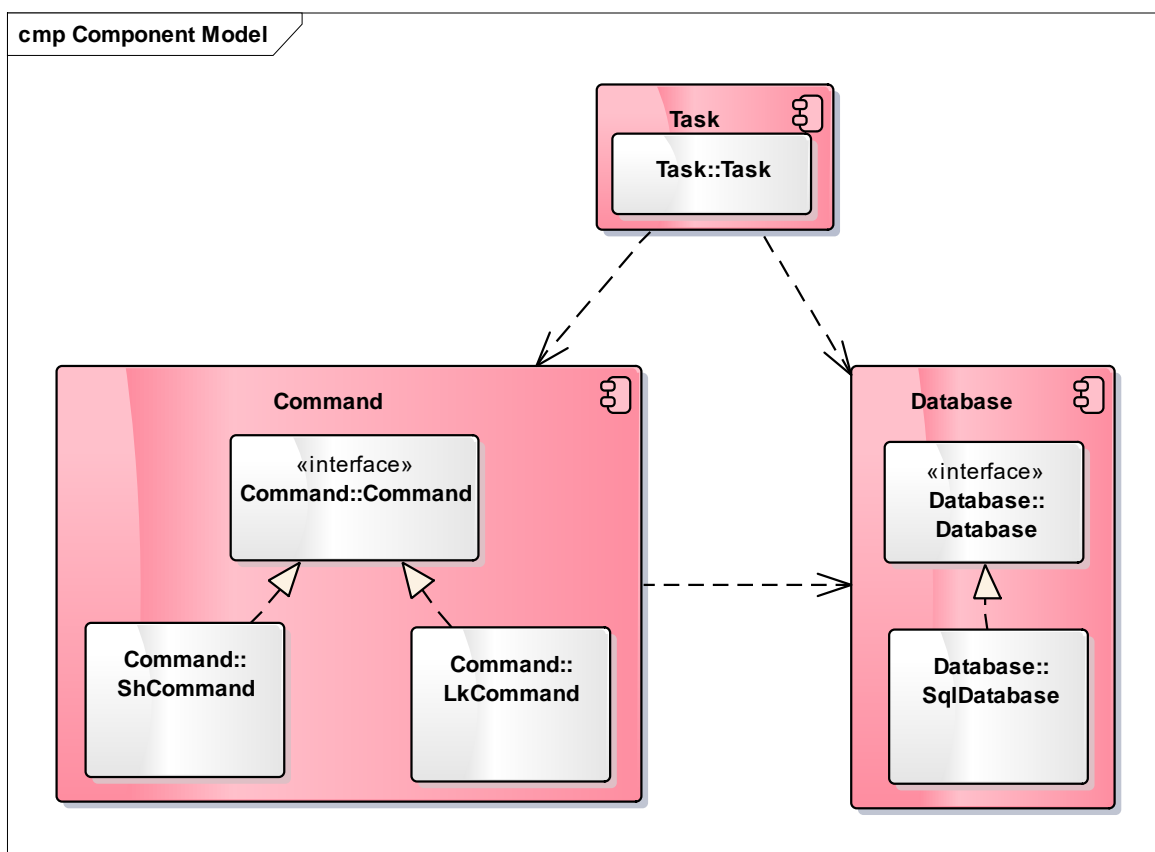 cmp Component Model
Task
Task::Task
Command
«interface»
Command::Command
Command::
ShCommand
Command::
LkCommand
Database
«interface»
Database::
Database
Database::
SqlDatabase